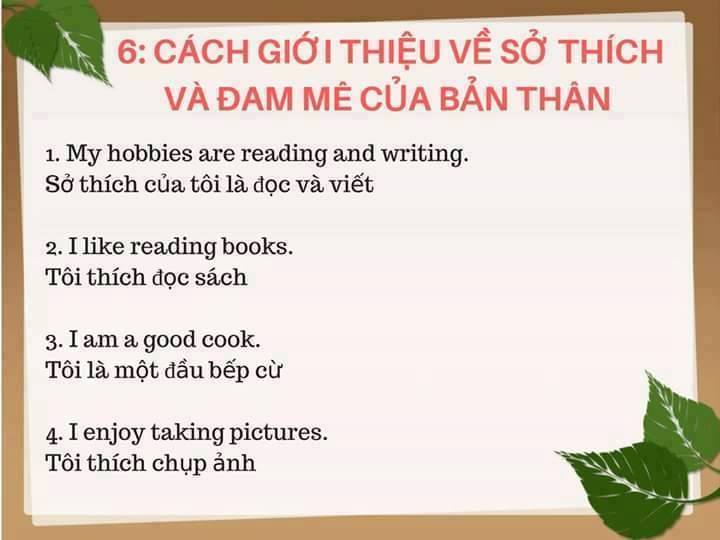 6: CÁCH GIỚI THIỆU VỀ SỞ THÍCH
VÀ ĐAM MÊ CỦA BẢN THÂN
1. My hobbies are reading and writing.
Sở thích của tôi là đọc và viết
2. I like reading books.
Tôi thích đọc sách
3. I am a good cook.
Tôi là một đầu bếp cừ
4. I enjoy taking pictures.
Tôi thích chụp ảnh